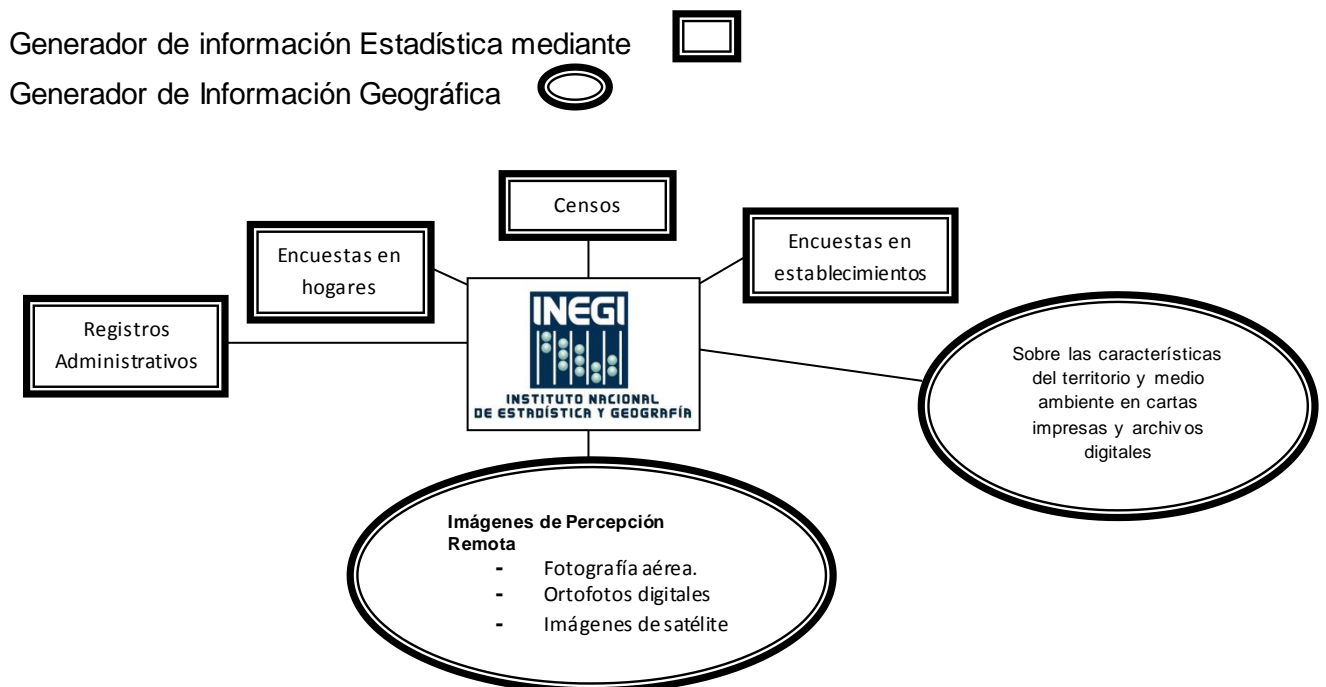 Generador de información Estadística mediante
Generador de Información Geográfica
Censos
Encuestas en
hogares
Encuestas en
establecimientos
Registros
Administrativos
INEGI
INSTITUTO NACIONAL
DE ESTADÍSTICA Y GEOGRAFÍA
Sobre las características
del territorio y medio
ambiente en cartas
impresas y archivos
digitales
Imágenes de Percepción
Remota
- Fotografía aérea.
- Ortofotos digitales
- Imágenes de satélite